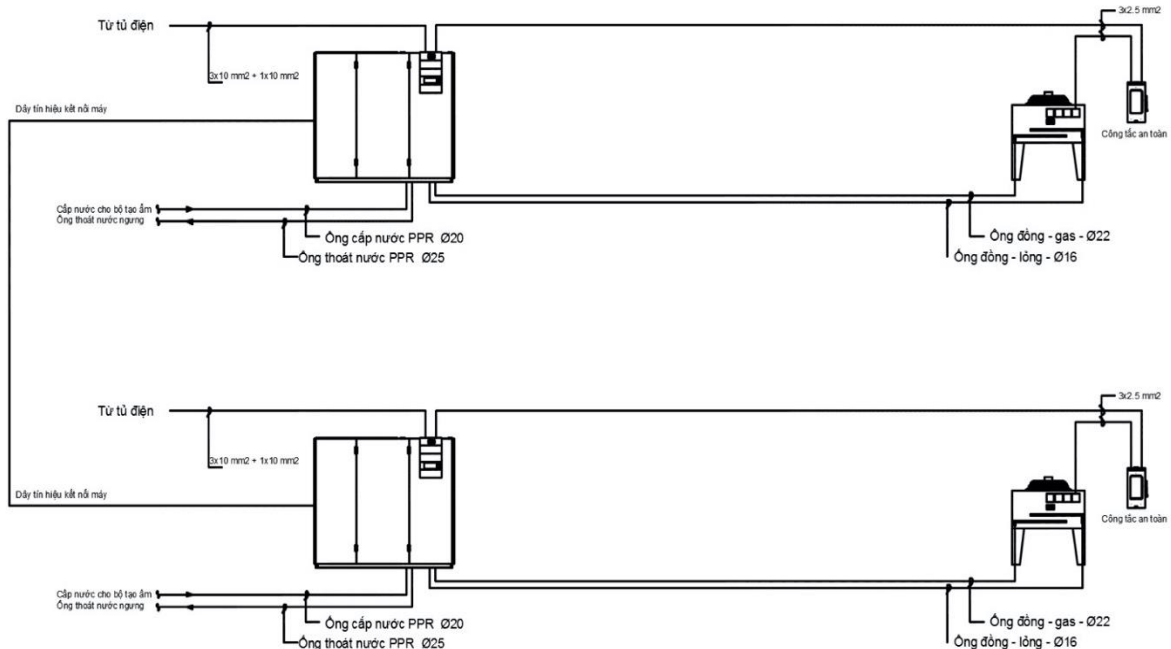 3x2.5 mm2
Từ tủ điện
3x10 mm2 + 1x10 mm2
Dây tín hiệu kết nối máy
Công tắc an toàn
Cấp nước cho bộ tạo ẩm
Ống thoát nước ngưng
Ống cấp nước PPR Ø20
Ống thoát nước PPR Ø25
Ống đồng - gas - Ø22
Ống đồng - lỏng - Ø16
3x2.5 mm2
Từ tủ điện
3x10 mm2 + 1x10 mm2
Dây tín hiệu kết nối máy
Công tắc an toàn
Cấp nước cho bộ tạo ẩm
Ống thoát nước ngưng
Ống cấp nước PPR Ø20
Ống thoát nước PPR Ø25
Ống đồng - gas - Ø22
Ống đồng - lỏng - Ø16